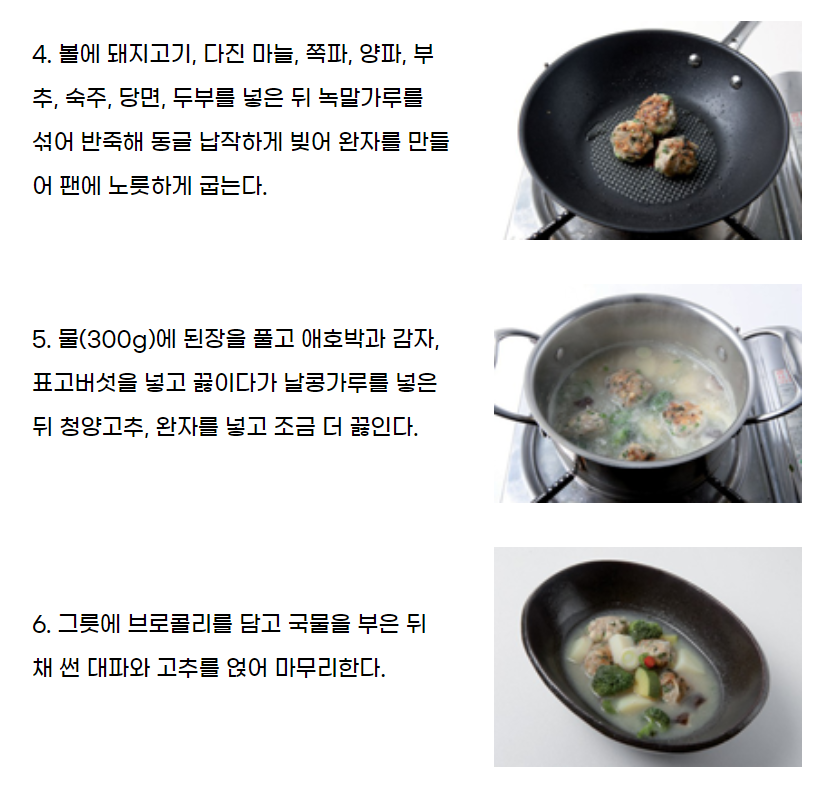 4. 볼에 돼지고기, 다진 마늘, 쪽파, 양파, 부
추, 숙주, 당면, 두부를 넣은 뒤 녹말가루를
섞어 반죽해 동글 납작하게 빚어 완자를 만들
어 팬에 노릇하게 굽는다.
5. 물(300g)에 된장을 풀고 애호박과 감자,
표고버섯을 넣고 끓이다가 날콩가루를 넣은
뒤 청양고추, 완자를 넣고 조금 더 끓인다.
6. 그릇에 브로콜리를 담고 국물을 부은 뒤
채 썬 대파와 고추를 얹어 마무리한다.